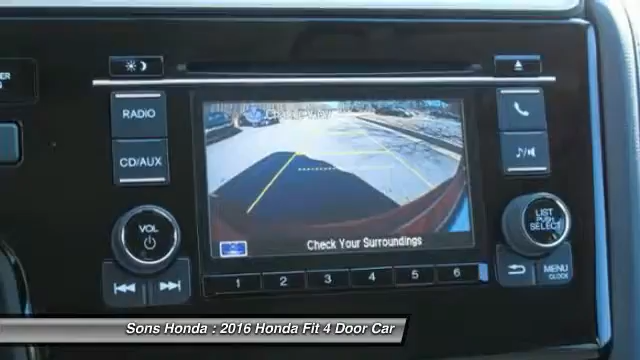 RADIO
CD/AUX
VOL
Check Your Surroundings
1 2 3 4 5 6
LIST
PUSH
SELECT
MENU
CLOCK
Sons Honda : 2016 Honda Fit 4 Door Car